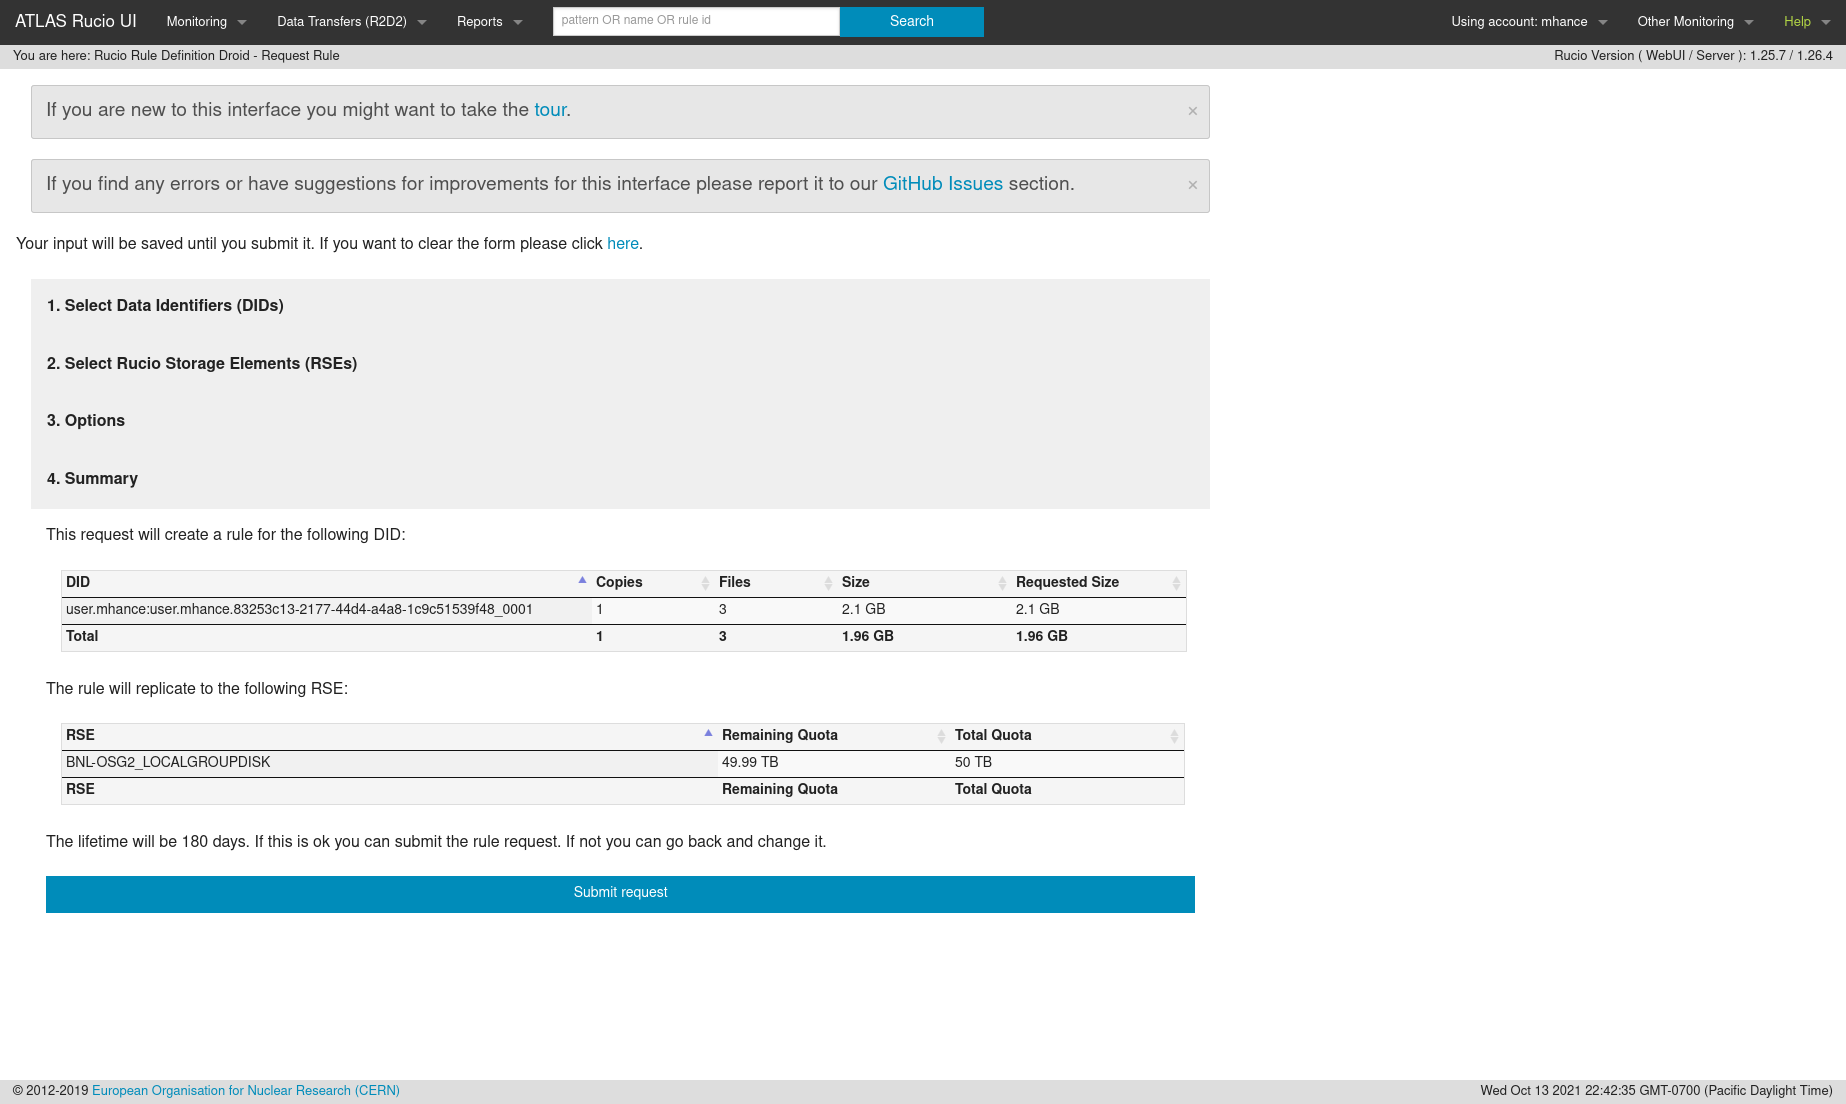 ATLAS Rucio UI Monitoring Data Transfers (R2D2) Reports pattern OR name OR rule id Search Using account: mhance Other Monitoring Help
You are here: Rucio Rule Definition Droid - Request Rule Rucio Version ( WebUI / Server ): 1.25.7 / 1.26.4
If you are new to this interface you might want to take the tour. ×
If you find any errors or have suggestions for improvements for this interface please report it to our GitHub Issues section. ×
Your input will be saved until you submit it. If you want to clear the form please click here.
1. Select Data Identifiers (DIDs)
2. Select Rucio Storage Elements (RSEs)
3. Options
4. Summary
This request will create a rule for the following DID:
DID Copies Files Size Requested Size
user.mhance:user.mhance.83253c13-2177-44d4-a4a8-1c9c51539f48_0001 1 3 2.1 GB 2.1 GB
Total 1 3 1.96 GB 1.96 GB
The rule will replicate to the following RSE:
RSE Remaining Quota Total Quota
BNL-OSG2_LOCALGROUPDISK 49.99 TB 50 TB
RSE Remaining Quota Total Quota
The lifetime will be 180 days. If this is ok you can submit the rule request. If not you can go back and change it.
Submit request
© 2012-2019 European Organisation for Nuclear Research (CERN) Wed Oct 13 2021 22:42:35 GMT-0700 (Pacific Daylight Time)